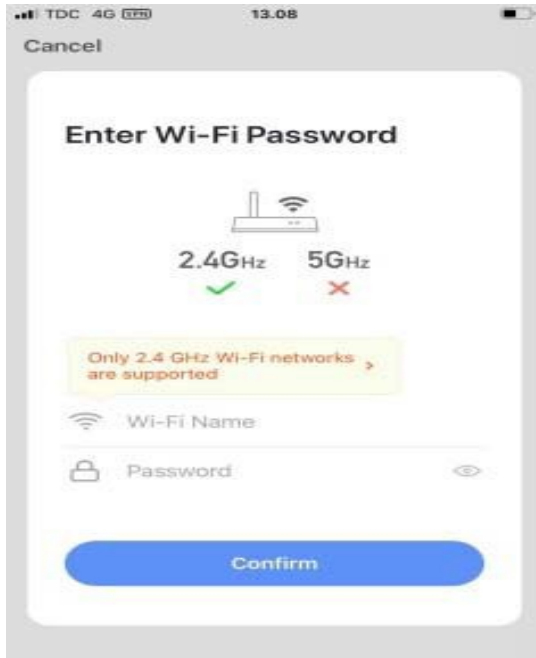 TDC 4G VPN 13.08
Cancel
Enter Wi-Fi Password
2.4GHz 5GHz
Only 2.4 GHz Wi-Fi networks
are supported
Wi-Fi Name
Password
Confirm